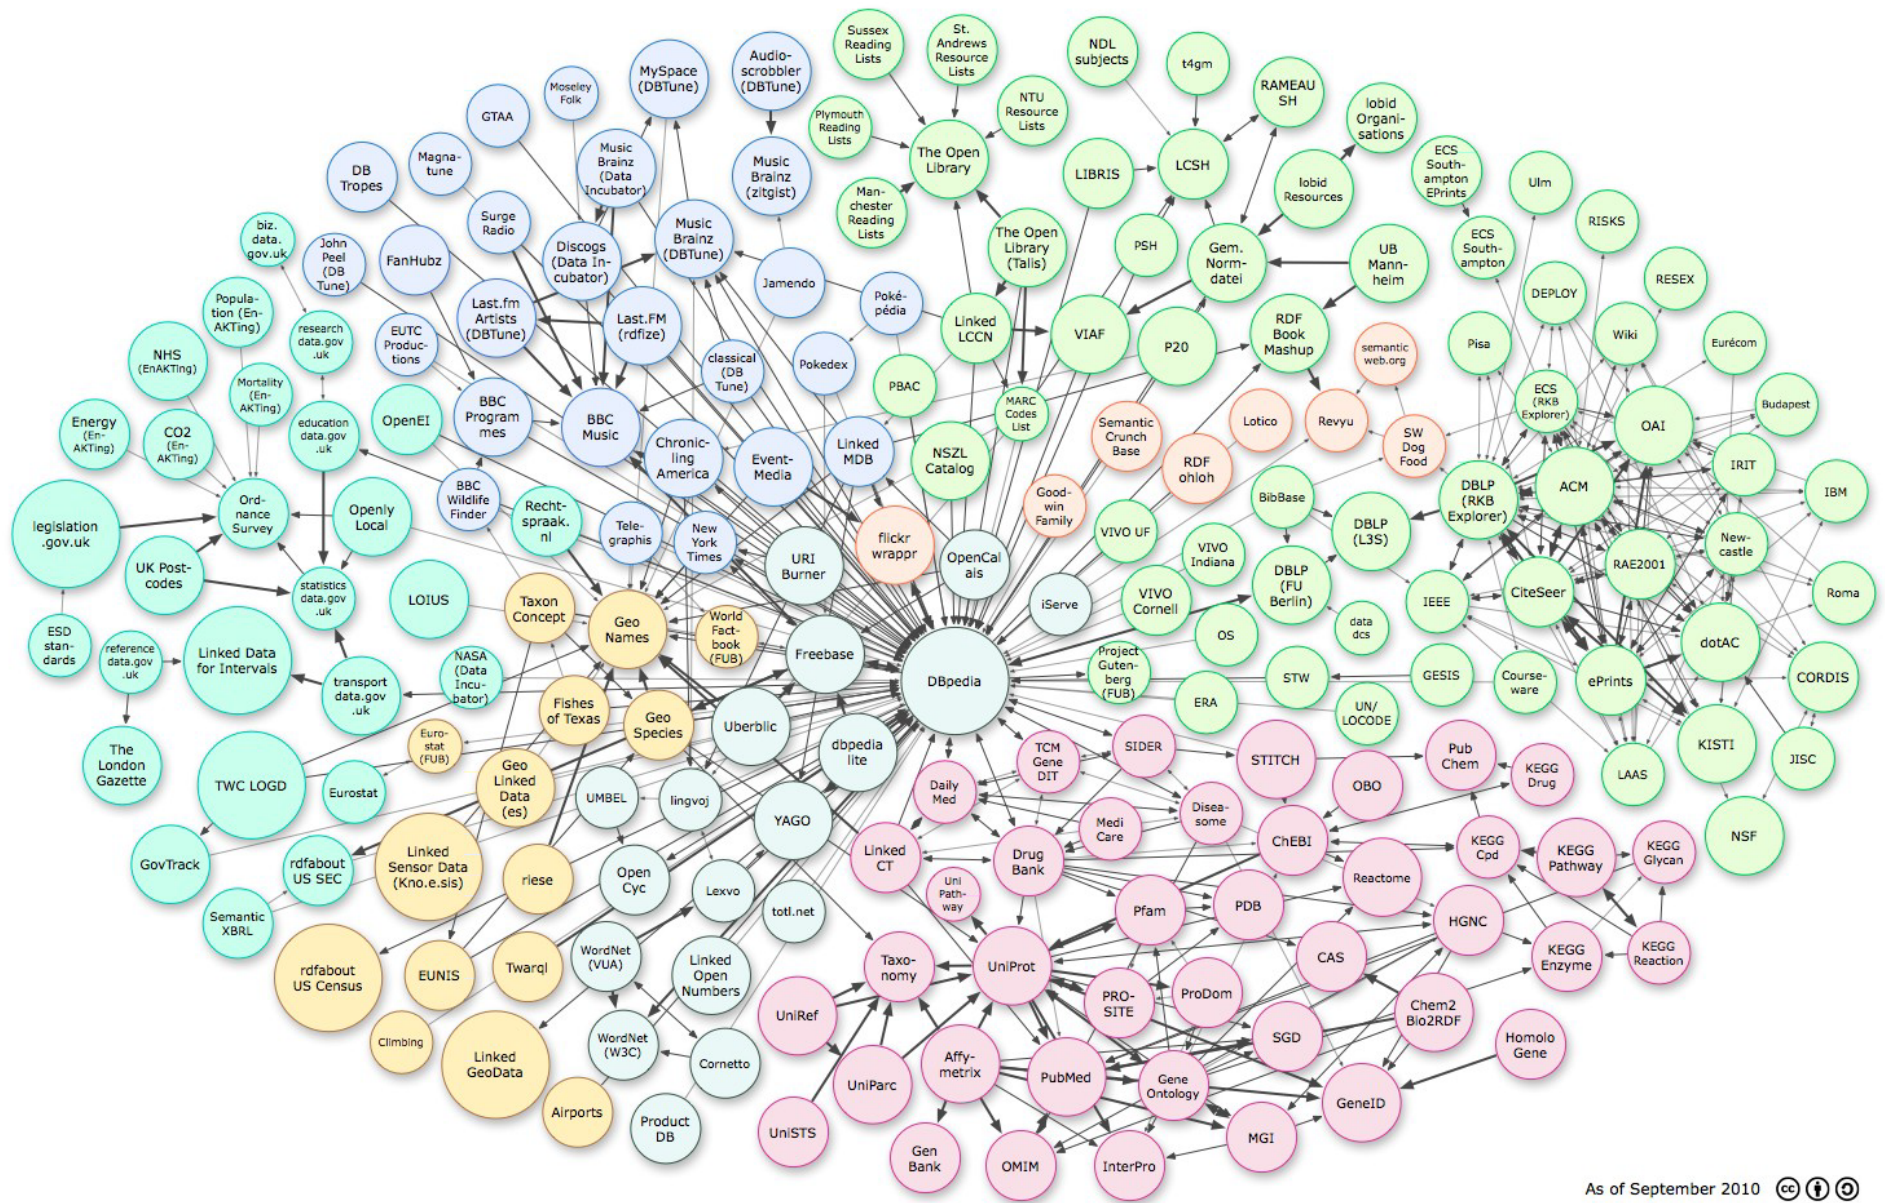 Sussex
Reading
Lists
St.
Andrews
Resource
Lists
NDL
subjects
t4gm
RAMEAU
SH
lobid
Organi-
sations
Audio-
scrobbler
(DBTune)
MySpace
(DBTune)
Moseley
Folk
GTAA
Plymouth
Reading
Lists
NTU
Resource
Lists
The Open
Library
LCSH
LIBRIS
lobid
Resources
ECS
South-
ampton
EPrints
Ulm
DB
Tropes
Magna-
tune
Music
Brainz
(Data
Incubator)
Music
Brainz
(zitgist)
Man-
chester
Reading
Lists
RISKS
biz.
data.
gov.uk
John
Peel
(DB
Tune)
FanHubz
Surge
Radio
Discogs
(Data In-
cubator)
Music
Brainz
(DBTune)
Jamendo
Poké-
pédia
The Open
Library
(Talis)
PSH
Gem.
Norm-
datei
UB
Mann-
heim
ECS
South-
ampton
RESEX
DEPLOY
Popula-
tion (En-
AKTing)
research
data.gov
.uk
Last.fm
Artists
(DBTune)
Last.FM
(rdfize)
Linked
LCCN
VIAF
P20
RDF
Book
Mashup
semantic
web.org
Pisa
Wiki
Eurécom
NHS
(EnAKTing)
EUTC
Produc-
tions
classical
(DB
Tune)
Pokedex
PBAC
Mortality
(En-
AKTing)
Energy
(En-
AKTing)
CO2
(En-
AKTing)
education
data.gov
.uk
OpenEI
BBC
Program
mes
BBC
Music
Chronic-
ling
America
Event-
Media
Linked
MDB
NSZL
Catalog
MARC
Codes
List
Semantic
Crunch
Base
RDF
ohloh
Lotico
Revyu
SW
Dog
Food
ECS
(RKB
Explorer)
OAI
Budapest
IRIT
IBM
legislation
.gov.uk
Ord-
nance
Survey
Openly
Local
BBC
Wildlife
Finder
Recht-
spraak.
nl
Tele-
graphis
New
York
Times
URI
Burner
flickr
wrappr
OpenCal
ais
Good-
win
Family
VIVO UF
VIVO
Indiana
BibBase
DBLP
(L3S)
DBLP
(RKB
Explorer)
ACM
New-
castle
UK Post-
codes
statistics
data.gov
.uk
LOIUS
Taxon
Concept
Geo
Names
World
Fact-
book
(FUB)
Freebase
iServe
VIVO
Cornell
DBLP
(FU
Berlin)
IEEE
CiteSeer
RAE2001
Roma
data
dcs
OS
dotAC
ESD
stan-
dards
reference
data.gov
.uk
Linked Data
for Intervals
transport
data.gov
.uk
NASA
(Data
Incu-
bator)
Fishes
of Texas
Geo
Species
Uberblic
DBpedia
Project
Guten-
berg
(FUB)
ERA
STW
GESIS
UN/
LOCODE
Course-
ware
ePrints
CORDIS
The
London
Gazette
TWC LOGD
Euro-
stat
(FUB)
Eurostat
Geo
Linked
Data
(es)
UMBEL
lingvoj
dbpedia
lite
YAGO
Daily
Med
TCM
Gene
DIT
SIDER
STITCH
OBO
Pub
Chem
KEGG
Drug
LAAS
KISTI
JISC
NSF
GovTrack
rdfabout
US SEC
Semantic
XBRL
Linked
Sensor Data
(Kno.e.sis)
riese
Open
Cyc
Lexvo
totl.net
Linked
CT
Uni
Path-
way
Drug
Bank
Medi
Care
Disea-
some
ChEBI
Reactome
KEGG
Cpd
KEGG
Pathway
KEGG
Glycan
rdfabout
US Census
EUNIS
Twarql
WordNet
(VUA)
Linked
Open
Numbers
Taxo-
nomy
UniProt
Pfam
PDB
CAS
HGNC
KEGG
Enzyme
KEGG
Reaction
Climbing
Linked
GeoData
Airports
WordNet
(W3C)
Cornetto
Product
DB
UniRef
UniParc
UniSTS
Affy-
metrix
PubMed
PRO-
SITE
ProDom
Gene
Ontology
SGD
Chem2
Bio2RDF
Homolo
Gene
GeneID
Gen
Bank
OMIM
InterPro
MGI
As of September 2010
cc